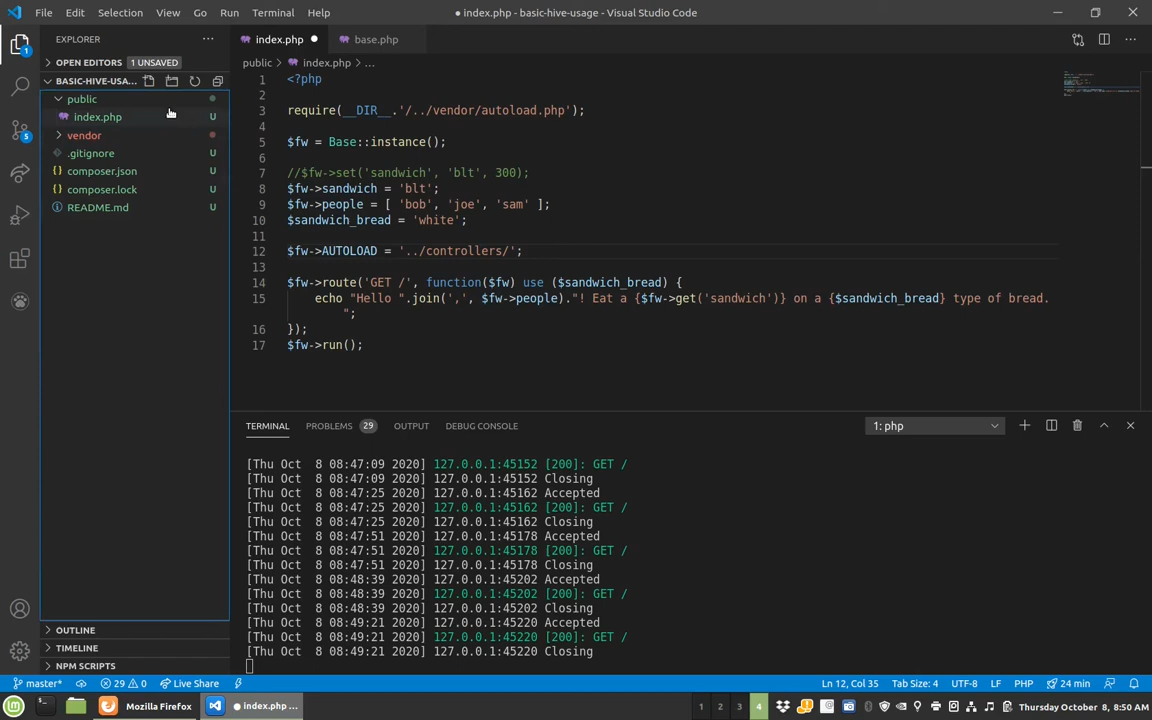 File Edit Selection View Go Run Terminal Help
● index.php - basic-hive-usage - Visual Studio Code
EXPLORER
OPEN EDITORS 1 UNSAVED
BASIC-HIVE-USA...
public
index.php U
vendor
.gitignore U
composer.json U
composer.lock U
README.md U
OUTLINE
TIMELINE
NPM SCRIPTS
1
5
index.php ● base.php
public > index.php > ...
1 <?php
2
3 require(__DIR__.'/../vendor/autoload.php');
4
5 $fw = Base::instance();
6
7 //$fw->set('sandwich', 'blt', 300);
8 $fw->sandwich = 'blt';
9 $fw->people = [ 'bob', 'joe', 'sam' ];
10 $sandwich_bread = 'white';
11
12 $fw->AUTOLOAD = '../controllers/';
13
14 $fw->route('GET /', function($fw) use ($sandwich_bread) {
15 echo "Hello ".join(',', $fw->people)."! Eat a {$fw->get('sandwich')} on a {$sandwich_bread} type of bread.
";
16 });
17 $fw->run();
TERMINAL PROBLEMS 29 OUTPUT DEBUG CONSOLE
1: php
[Thu Oct  8 08:47:09 2020] 127.0.0.1:45152 [200]: GET /
[Thu Oct  8 08:47:09 2020] 127.0.0.1:45152 Closing
[Thu Oct  8 08:47:25 2020] 127.0.0.1:45162 Accepted
[Thu Oct  8 08:47:25 2020] 127.0.0.1:45162 [200]: GET /
[Thu Oct  8 08:47:25 2020] 127.0.0.1:45162 Closing
[Thu Oct  8 08:47:51 2020] 127.0.0.1:45178 Accepted
[Thu Oct  8 08:47:51 2020] 127.0.0.1:45178 [200]: GET /
[Thu Oct  8 08:47:51 2020] 127.0.0.1:45178 Closing
[Thu Oct  8 08:48:39 2020] 127.0.0.1:45202 Accepted
[Thu Oct  8 08:48:39 2020] 127.0.0.1:45202 [200]: GET /
[Thu Oct  8 08:48:39 2020] 127.0.0.1:45202 Closing
[Thu Oct  8 08:49:21 2020] 127.0.0.1:45220 Accepted
[Thu Oct  8 08:49:21 2020] 127.0.0.1:45220 [200]: GET /
[Thu Oct  8 08:49:21 2020] 127.0.0.1:45220 Closing
master* 29 0 Live Share
Ln 12, Col 35 Tab Size: 4 UTF-8 LF PHP 24 min
Mozilla Firefox ● index.php ... 1 2 3 4 Thursday October 8, 8:50 AM